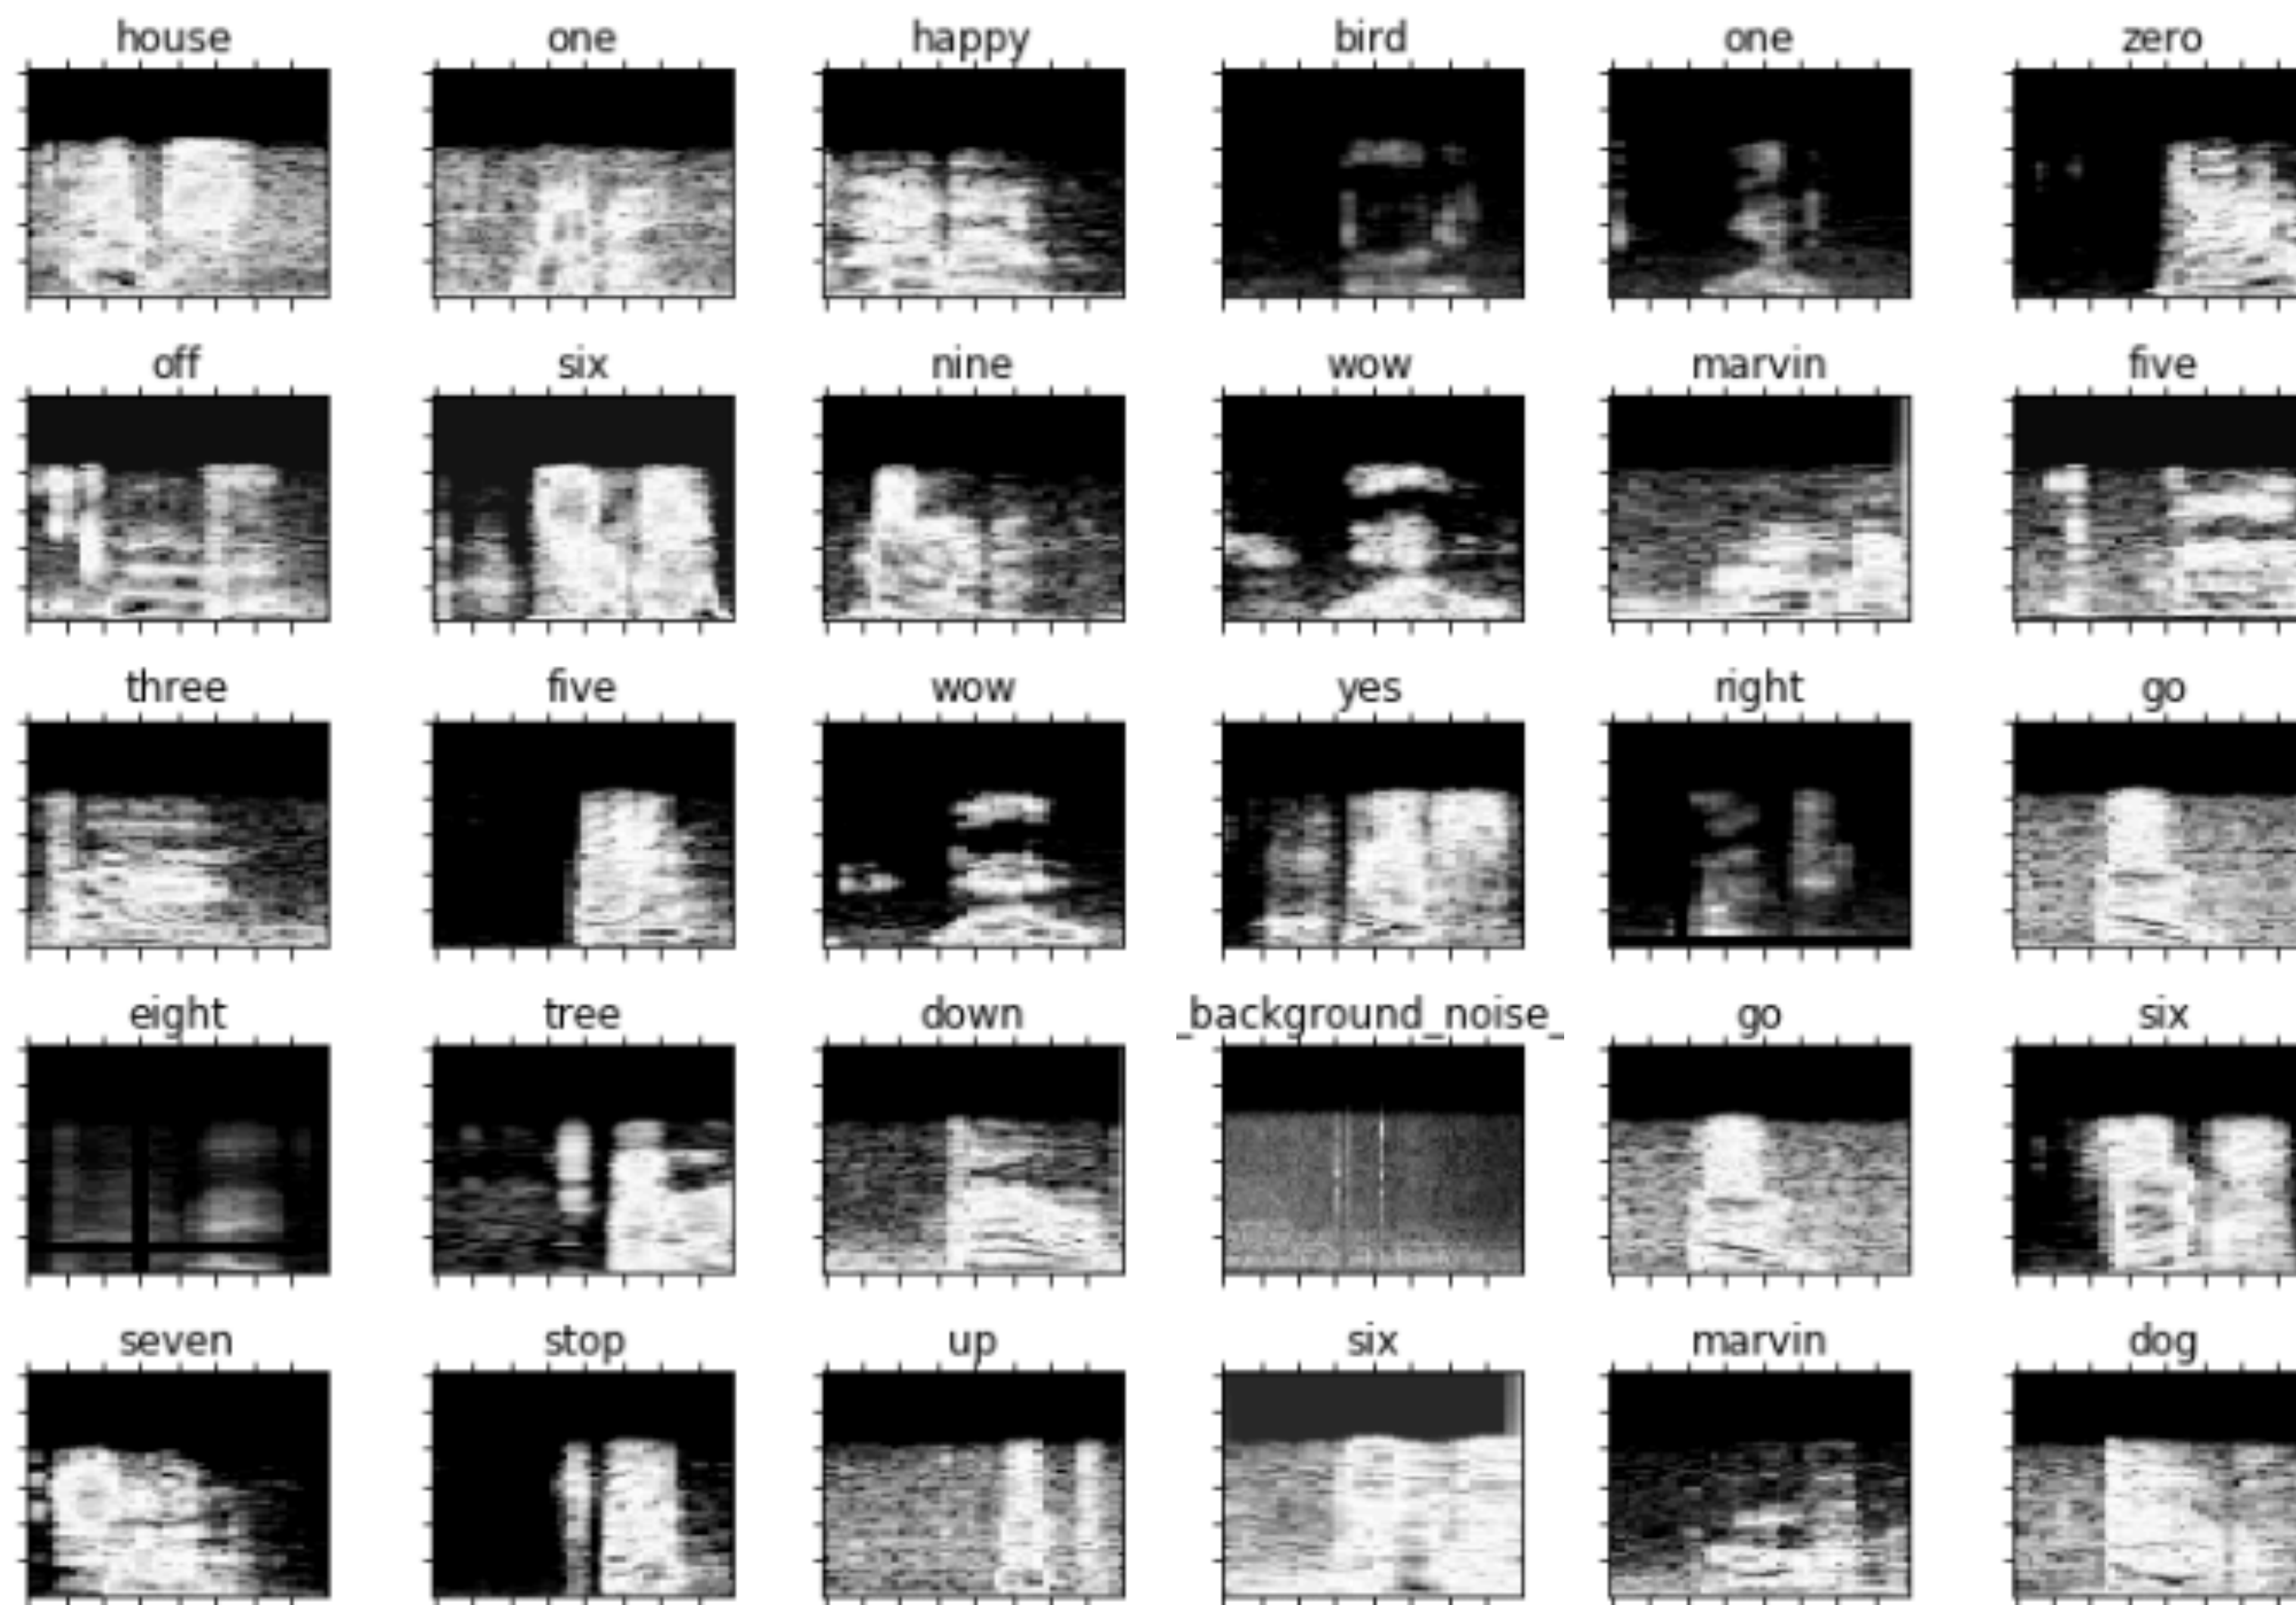 house one happy bird one zero
off six nine wow marvin five
three five wow yes right go
eight tree down _background_noise_ go six
seven stop up six marvin dog